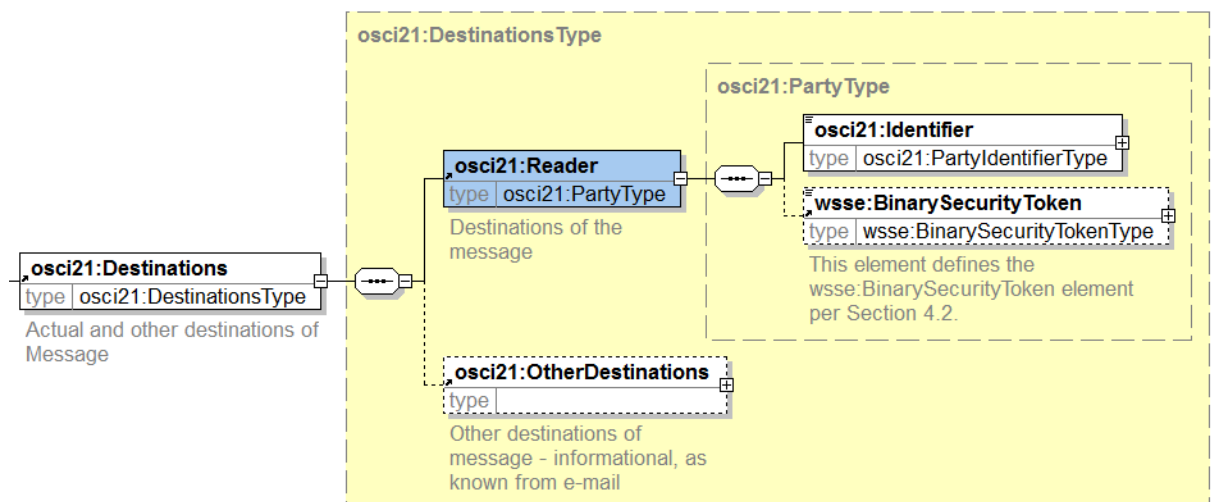 osci21:DestinationsType
osci21:PartyType
osci21:Identifier
type osci21:PartyIdentifierType
osci21:Reader
type osci21:PartyType
Destinations of the
message
wsse:BinarySecurityToken
type wsse:BinarySecurityTokenType
This element defines the
wsse:BinarySecurityToken element
per Section 4.2.
osci21:Destinations
type osci21:DestinationsType
Actual and other destinations of
Message
osci21:OtherDestinations
type
Other destinations of
message - informational, as
known from e-mail